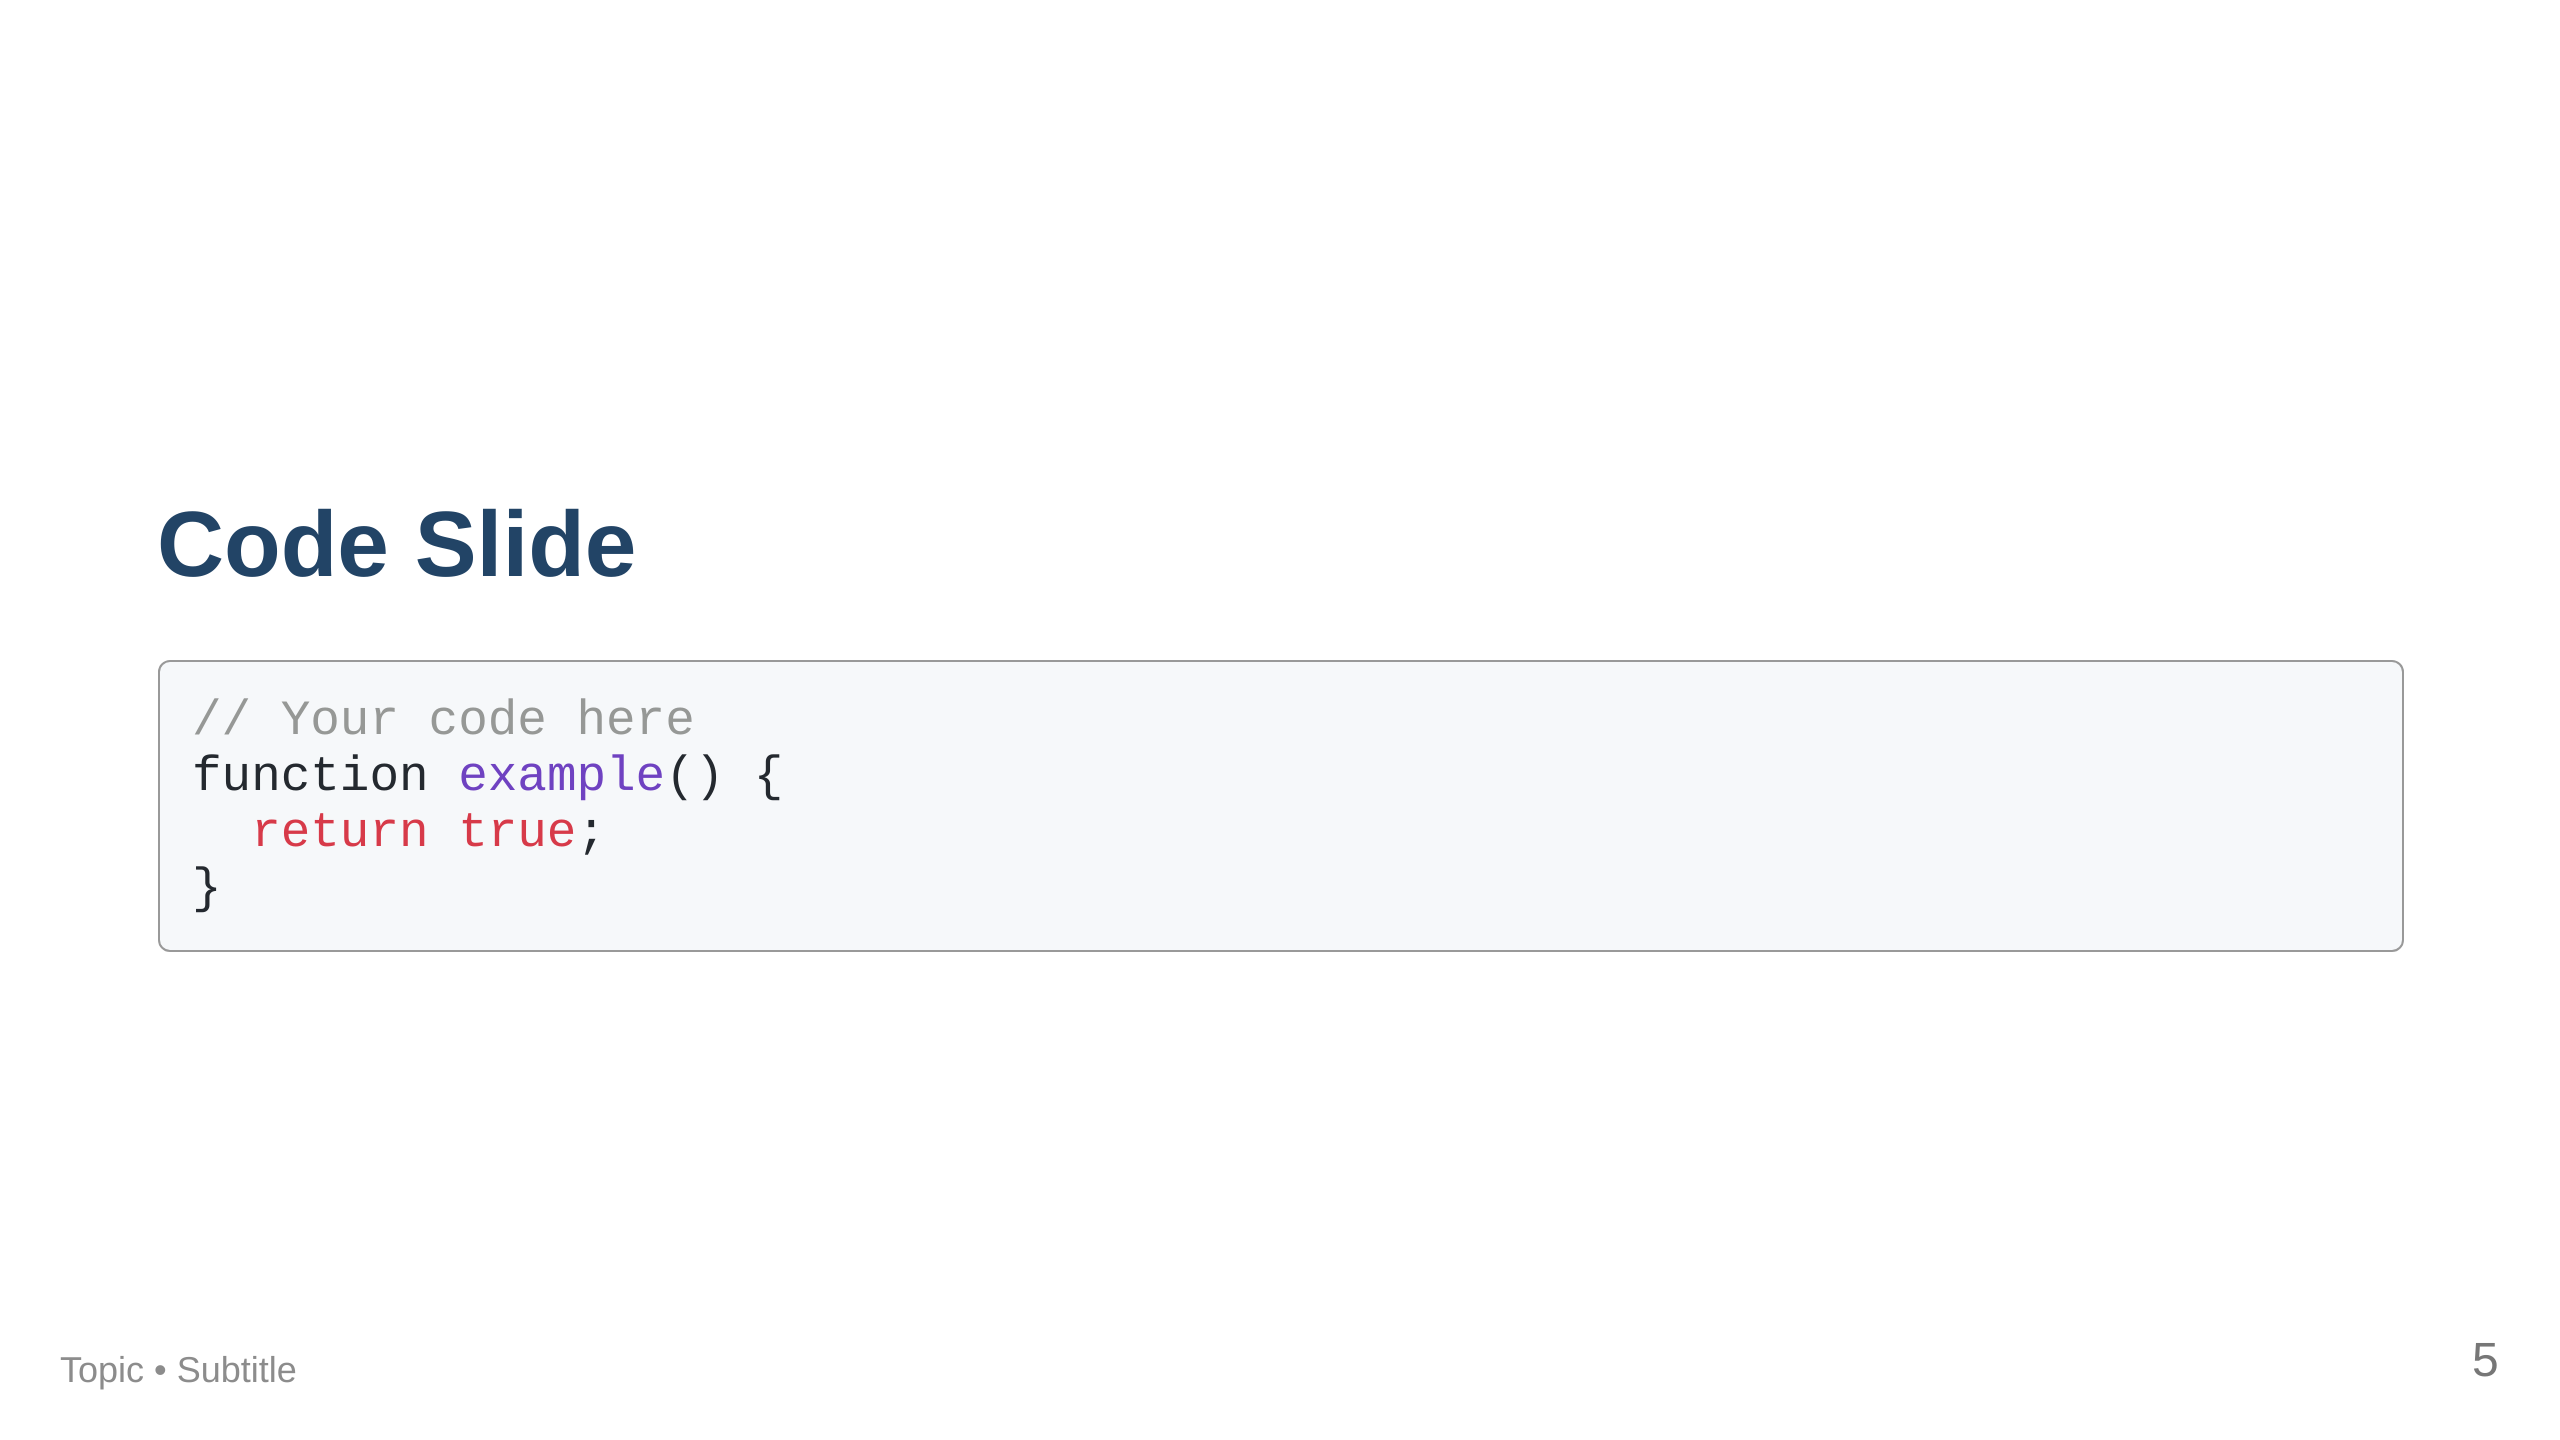 Code Slide
// Your code here
function example() {
  return true;
}
Topic • Subtitle
5